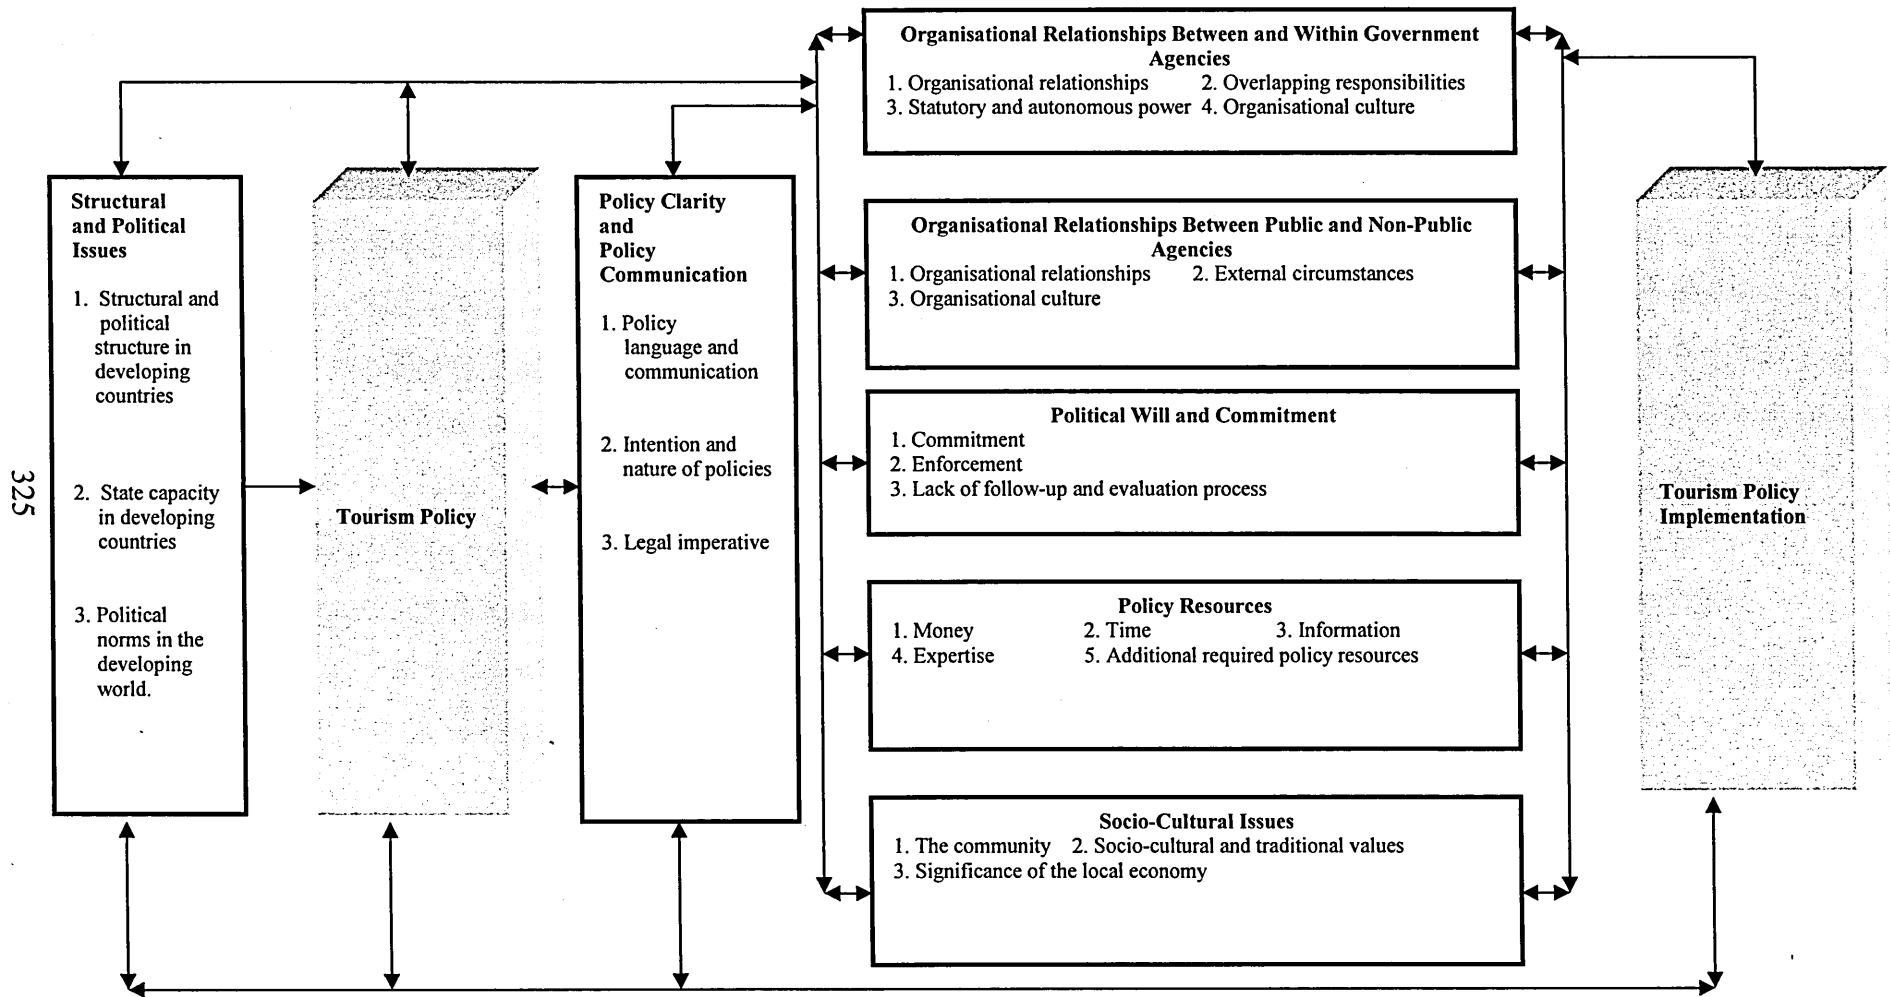 Structural
and Political
Issues
1. Structural and
political
structure in
developing
countries
2. State capacity
in developing
countries
3. Political
norms in the
developing
world.
Tourism Policy
Policy Clarity
and
Policy
Communication
1. Policy
language and
communication
2. Intention and
nature of policies
3. Legal imperative
Organisational Relationships Between and Within Government
Agencies
1. Organisational relationships 2. Overlapping responsibilities
3. Statutory and autonomous power 4. Organisational culture
Organisational Relationships Between Public and Non-Public
Agencies
1. Organisational relationships 2. External circumstances
3. Organisational culture
Political Will and Commitment
1. Commitment
2. Enforcement
3. Lack of follow-up and evaluation process
Policy Resources
1. Money 2. Time 3. Information
4. Expertise 5. Additional required policy resources
Socio-Cultural Issues
1. The community 2. Socio-cultural and traditional values
3. Significance of the local economy
Tourism Policy
Implementation
325